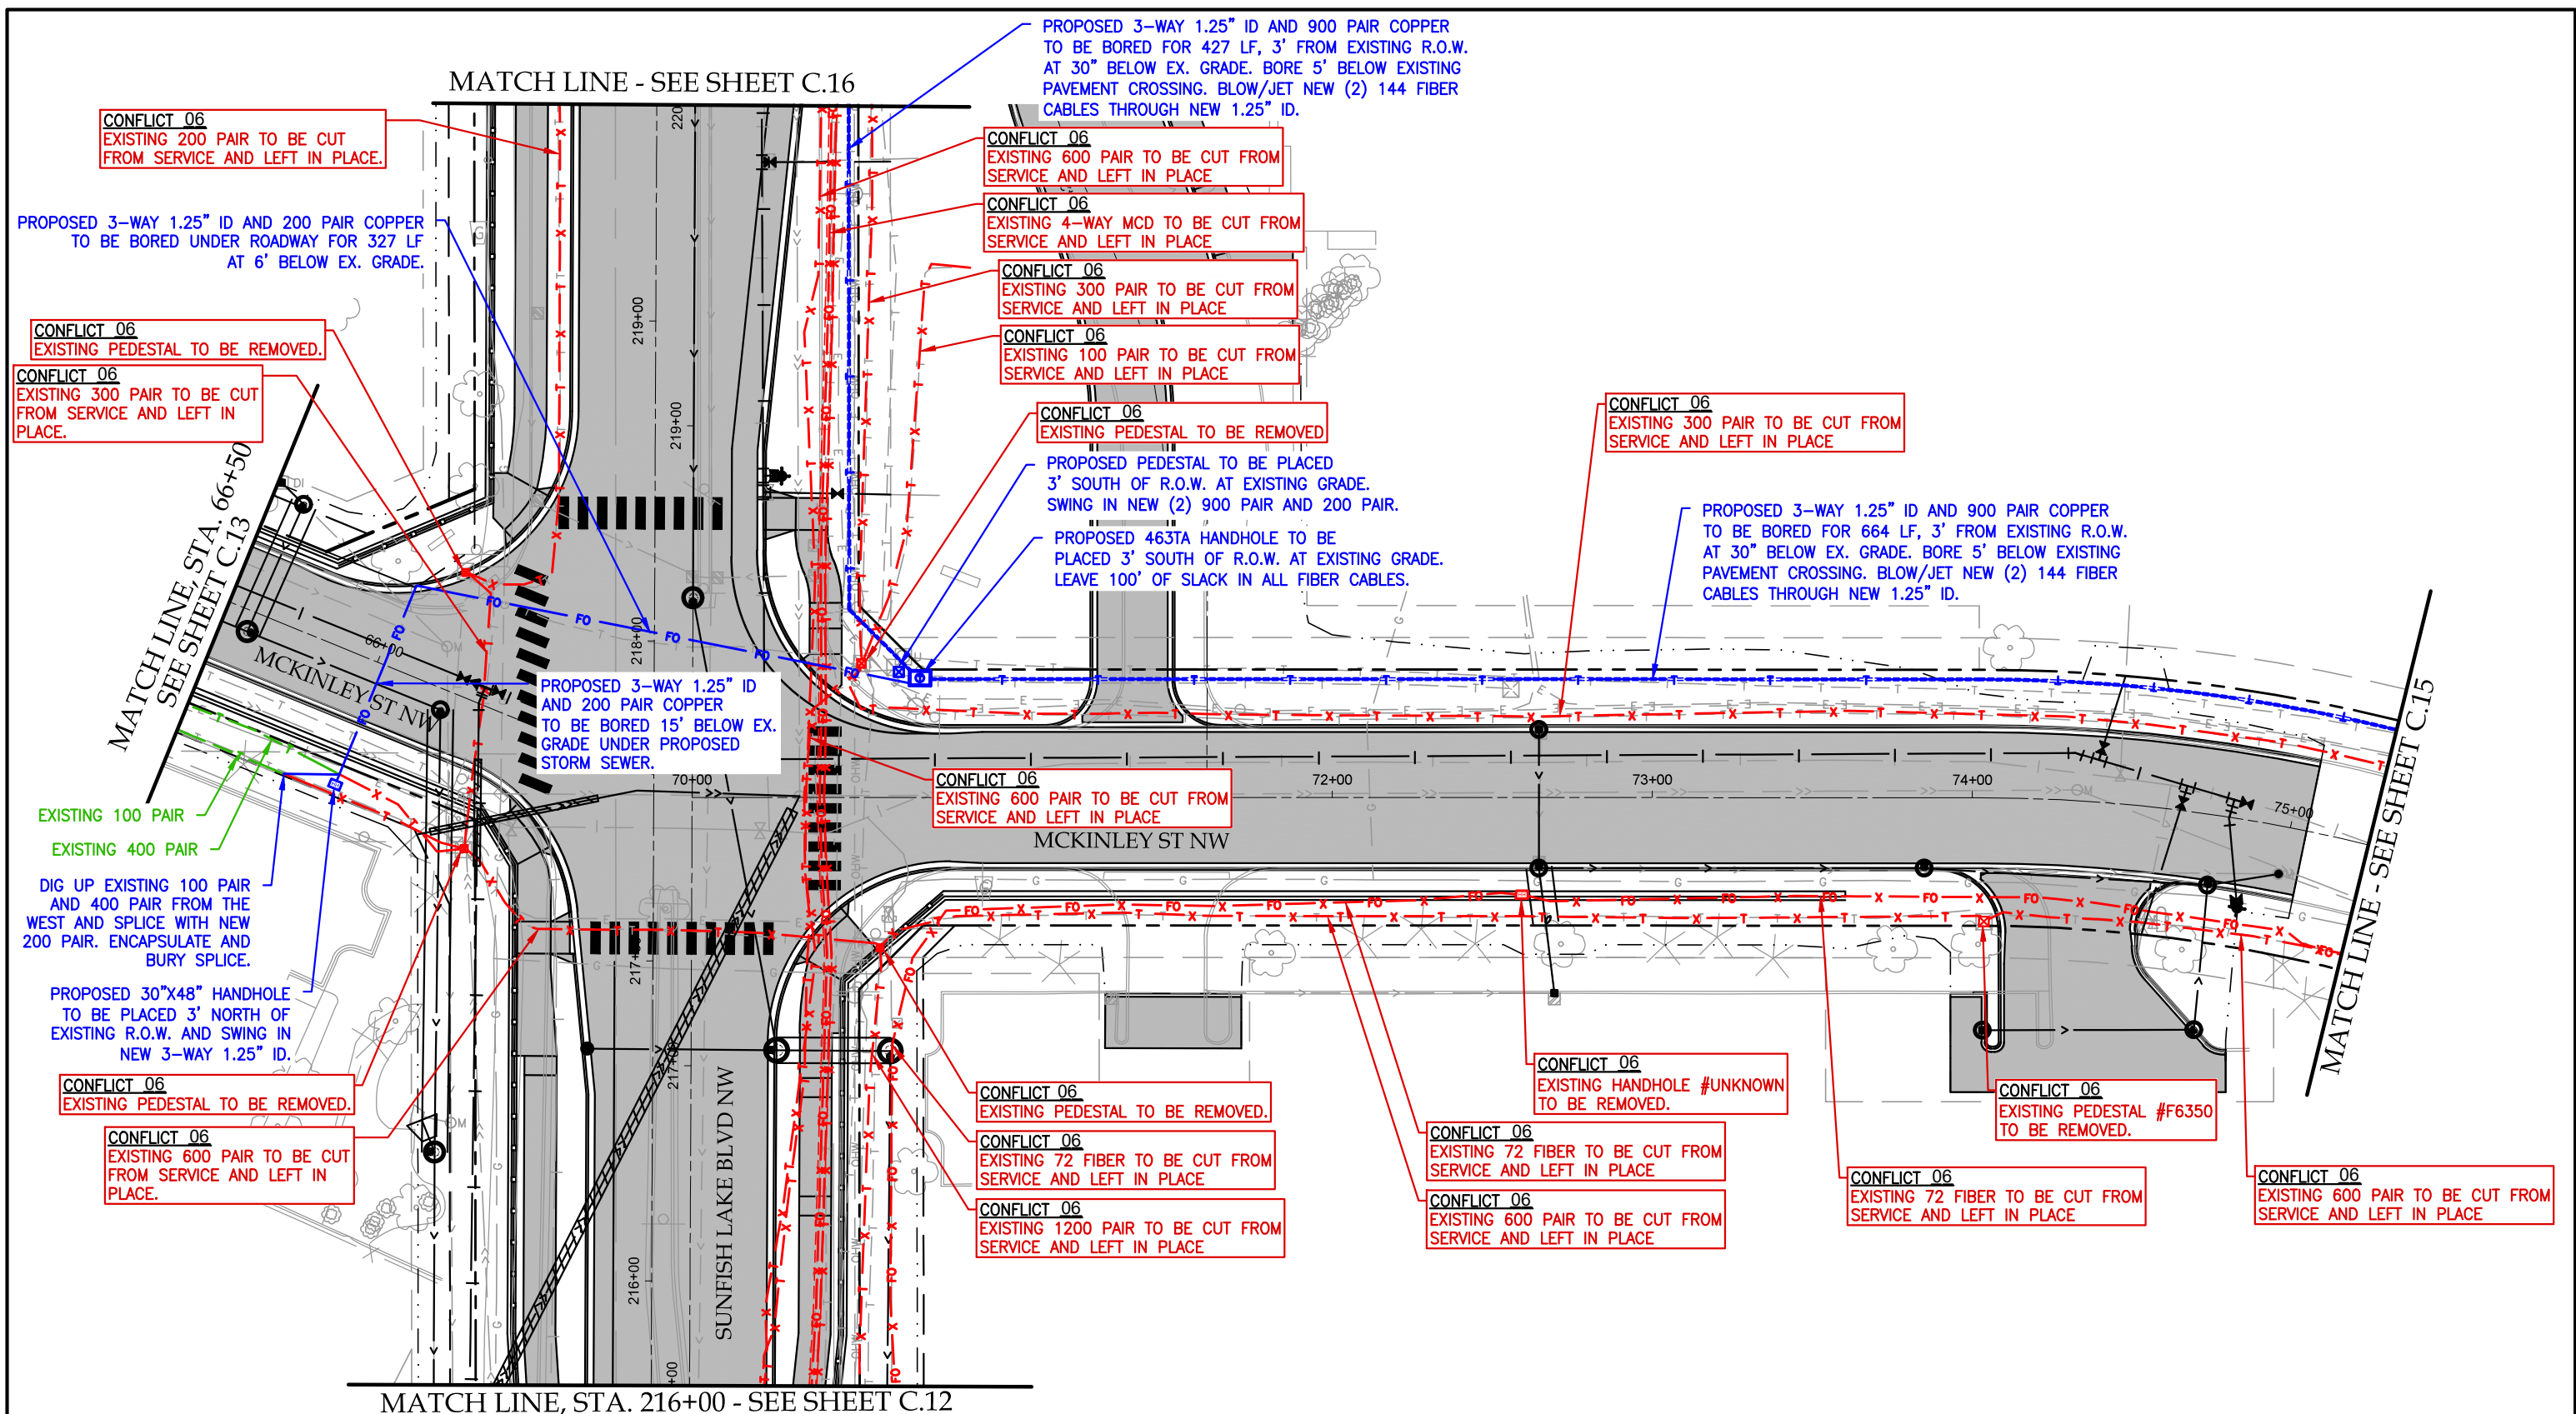 MATCH LINE - SEE SHEET C.16
PROPOSED 3-WAY 1.25" ID AND 900 PAIR COPPER
TO BE BORED FOR 427 LF, 3' FROM EXISTING R.O.W.
AT 30" BELOW EX. GRADE. BORE 5' BELOW EXISTING
PAVEMENT CROSSING. BLOW/JET NEW (2) 144 FIBER
CABLES THROUGH NEW 1.25" ID.
CONFLICT 06
EXISTING 200 PAIR TO BE CUT
FROM SERVICE AND LEFT IN PLACE.
CONFLICT 06
EXISTING 600 PAIR TO BE CUT FROM
SERVICE AND LEFT IN PLACE
CONFLICT 06
EXISTING 4-WAY MCD TO BE CUT FROM
SERVICE AND LEFT IN PLACE
PROPOSED 3-WAY 1.25" ID AND 200 PAIR COPPER
TO BE BORED UNDER ROADWAY FOR 327 LF
AT 6' BELOW EX. GRADE.
CONFLICT 06
EXISTING 300 PAIR TO BE CUT FROM
SERVICE AND LEFT IN PLACE
CONFLICT 06
EXISTING 100 PAIR TO BE CUT FROM
SERVICE AND LEFT IN PLACE
CONFLICT 06
EXISTING PEDESTAL TO BE REMOVED.
CONFLICT 06
EXISTING 300 PAIR TO BE CUT
FROM SERVICE AND LEFT IN
PLACE.
CONFLICT 06
EXISTING PEDESTAL TO BE REMOVED
CONFLICT 06
EXISTING 300 PAIR TO BE CUT FROM
SERVICE AND LEFT IN PLACE
PROPOSED PEDESTAL TO BE PLACED
3' SOUTH OF R.O.W. AT EXISTING GRADE.
SWING IN NEW (2) 900 PAIR AND 200 PAIR.
PROPOSED 463TA HANDHOLE TO BE
PLACED 3' SOUTH OF R.O.W. AT EXISTING GRADE.
LEAVE 100' OF SLACK IN ALL FIBER CABLES.
PROPOSED 3-WAY 1.25" ID AND 900 PAIR COPPER
TO BE BORED FOR 664 LF, 3' FROM EXISTING R.O.W.
AT 30" BELOW EX. GRADE. BORE 5' BELOW EXISTING
PAVEMENT CROSSING. BLOW/JET NEW (2) 144 FIBER
CABLES THROUGH NEW 1.25" ID.
MATCH LINE, STA. 66+50
SEE SHEET C.13
220
219+00
219+00
218+00
66+00
MCKINLEY ST NW
PROPOSED 3-WAY 1.25" ID
AND 200 PAIR COPPER
TO BE BORED 15' BELOW EX.
GRADE UNDER PROPOSED
STORM SEWER.
70+00
72+00
73+00
74+00
75+00
MCKINLEY ST NW
CONFLICT 06
EXISTING 600 PAIR TO BE CUT FROM
SERVICE AND LEFT IN PLACE
EXISTING 100 PAIR
EXISTING 400 PAIR
DIG UP EXISTING 100 PAIR
AND 400 PAIR FROM THE
WEST AND SPLICE WITH NEW
200 PAIR. ENCAPSULATE AND
BURY SPLICE.
PROPOSED 30"X48" HANDHOLE
TO BE PLACED 3' NORTH OF
EXISTING R.O.W. AND SWING IN
NEW 3-WAY 1.25" ID.
CONFLICT 06
EXISTING PEDESTAL TO BE REMOVED.
CONFLICT 06
EXISTING 600 PAIR TO BE CUT
FROM SERVICE AND LEFT IN
PLACE.
217+00
216+00
SUNFISH LAKE BLVD NW
CONFLICT 06
EXISTING PEDESTAL TO BE REMOVED.
CONFLICT 06
EXISTING 72 FIBER TO BE CUT FROM
SERVICE AND LEFT IN PLACE
CONFLICT 06
EXISTING 1200 PAIR TO BE CUT FROM
SERVICE AND LEFT IN PLACE
CONFLICT 06
EXISTING HANDHOLE #UNKNOWN
TO BE REMOVED.
CONFLICT 06
EXISTING 72 FIBER TO BE CUT FROM
SERVICE AND LEFT IN PLACE
CONFLICT 06
EXISTING 600 PAIR TO BE CUT FROM
SERVICE AND LEFT IN PLACE
CONFLICT 06
EXISTING PEDESTAL #F6350
TO BE REMOVED.
CONFLICT 06
EXISTING 72 FIBER TO BE CUT FROM
SERVICE AND LEFT IN PLACE
CONFLICT 06
EXISTING 600 PAIR TO BE CUT FROM
SERVICE AND LEFT IN PLACE
MATCH LINE - SEE SHEET C.15
MATCH LINE, STA. 216+00 - SEE SHEET C.12